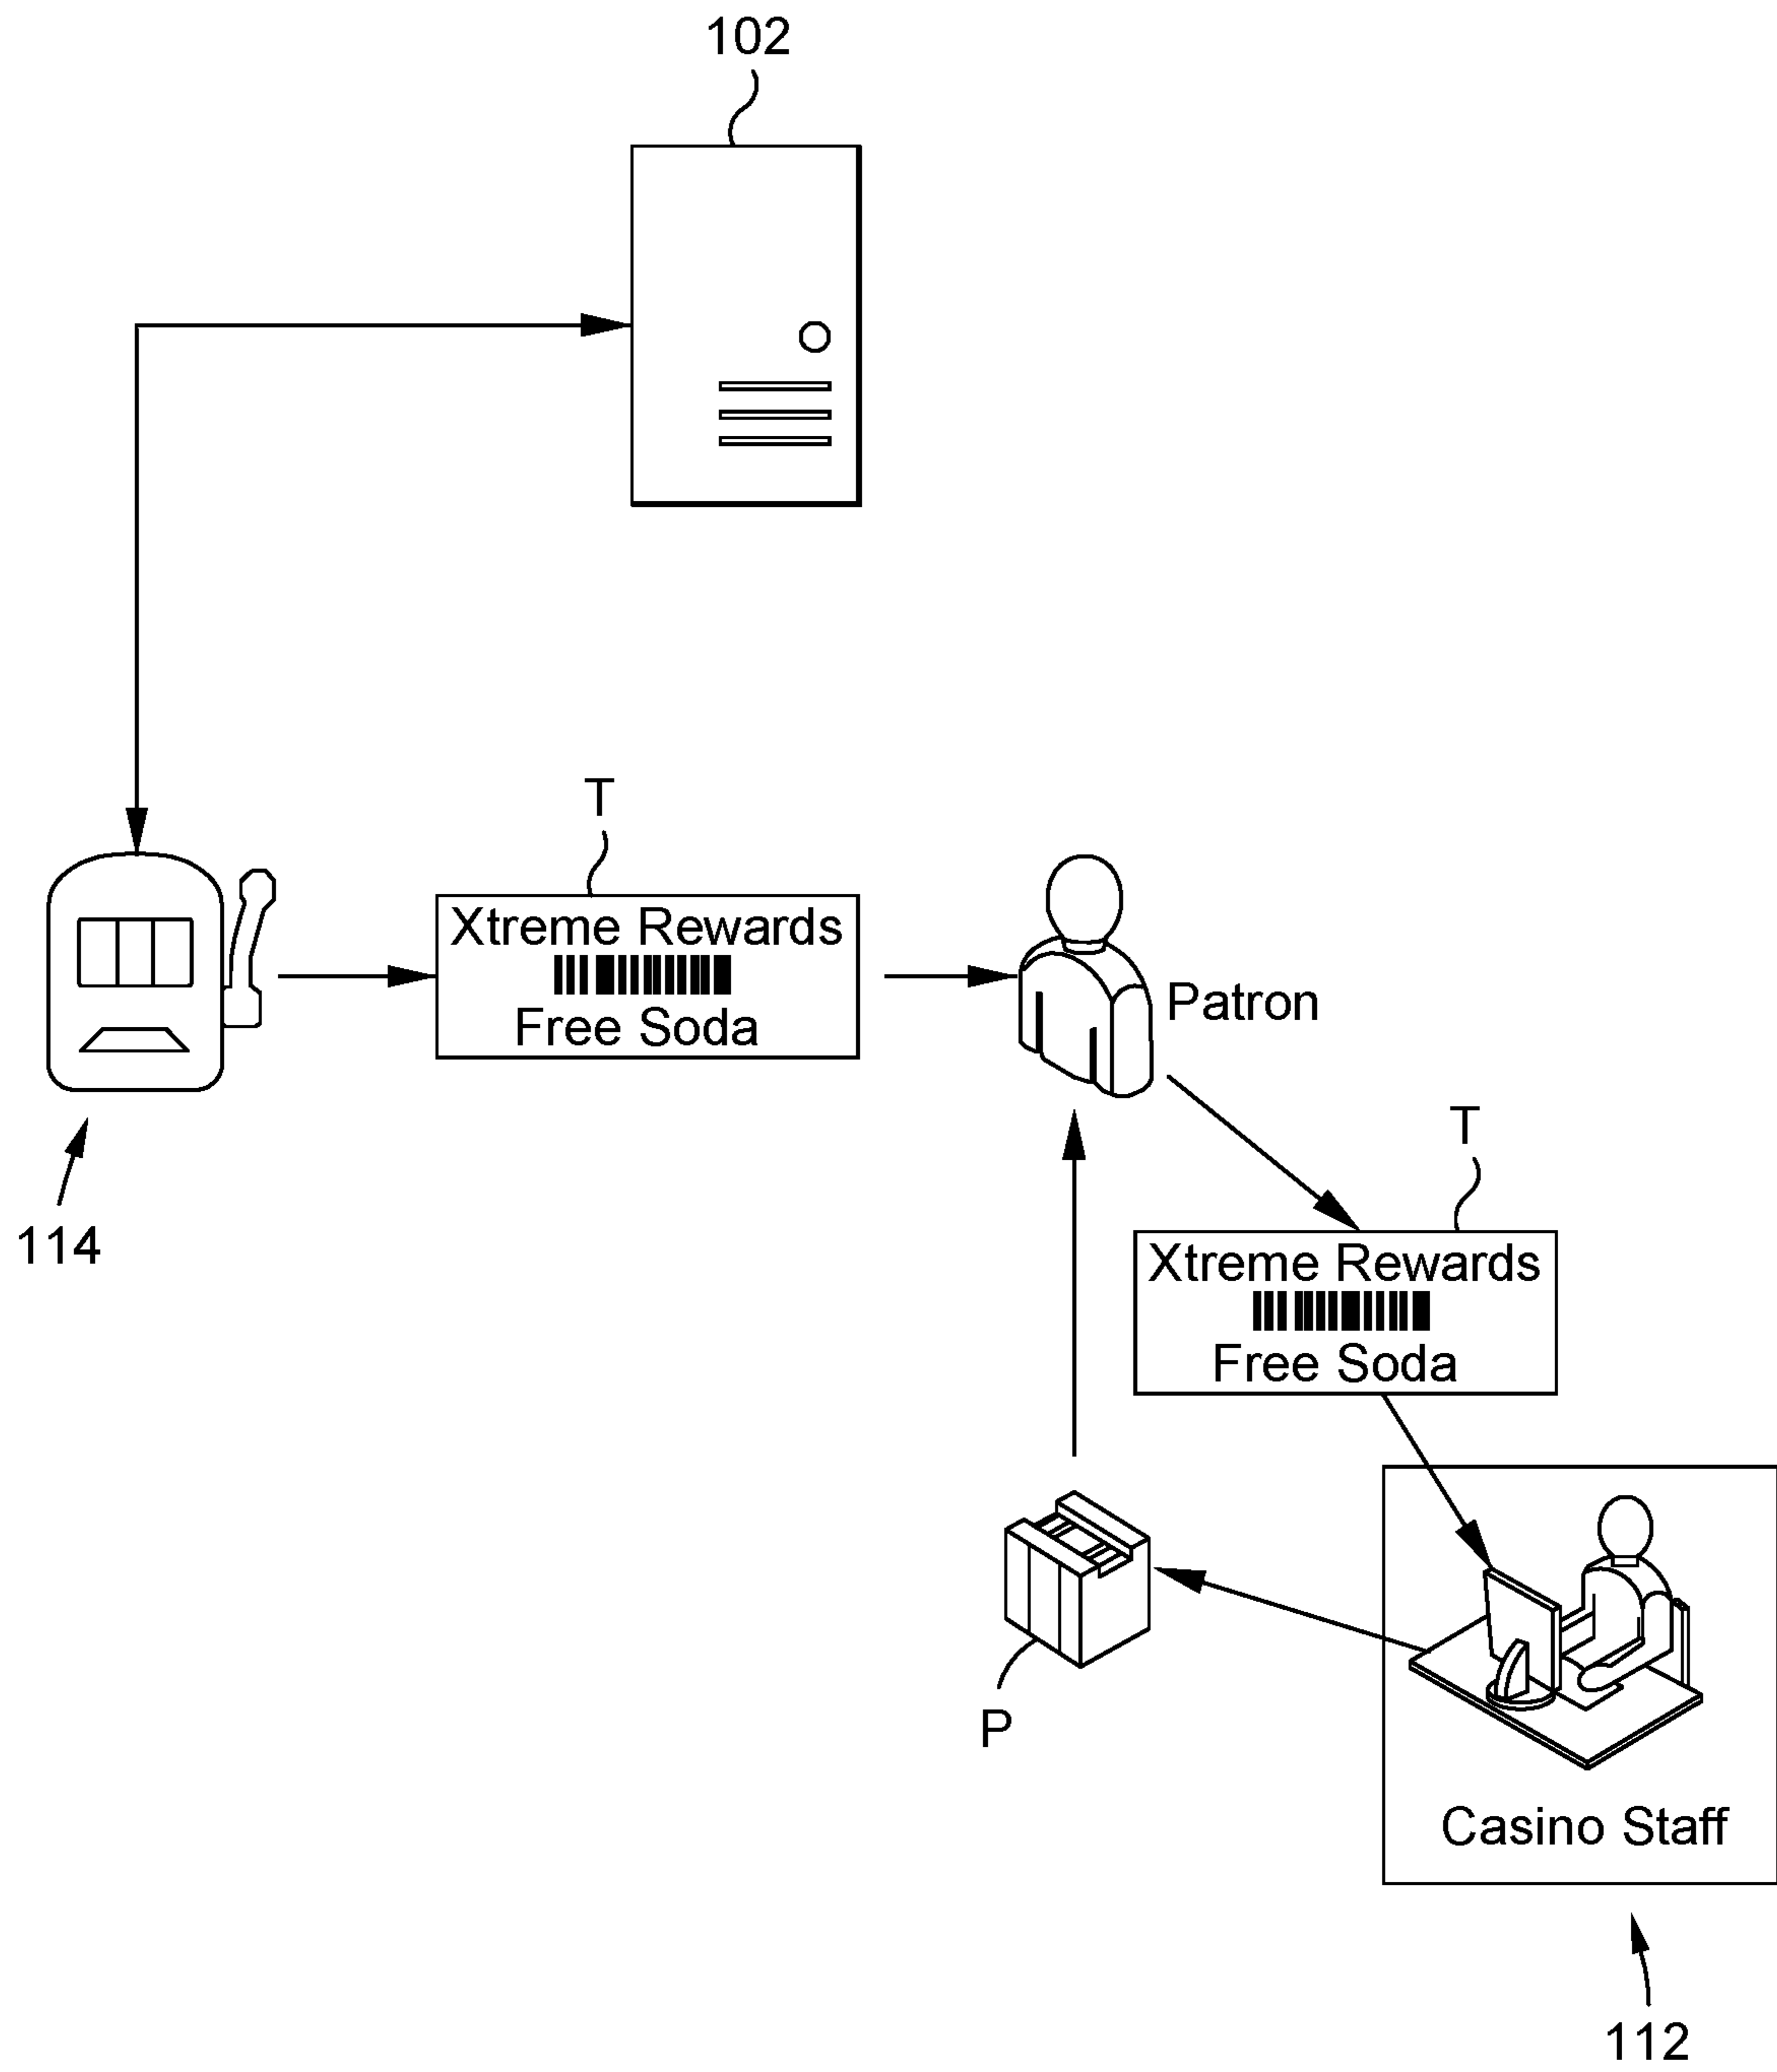 102
T
Xtreme Rewards
Free Soda
Patron
114
T
Xtreme Rewards
Free Soda
P
Casino Staff
112